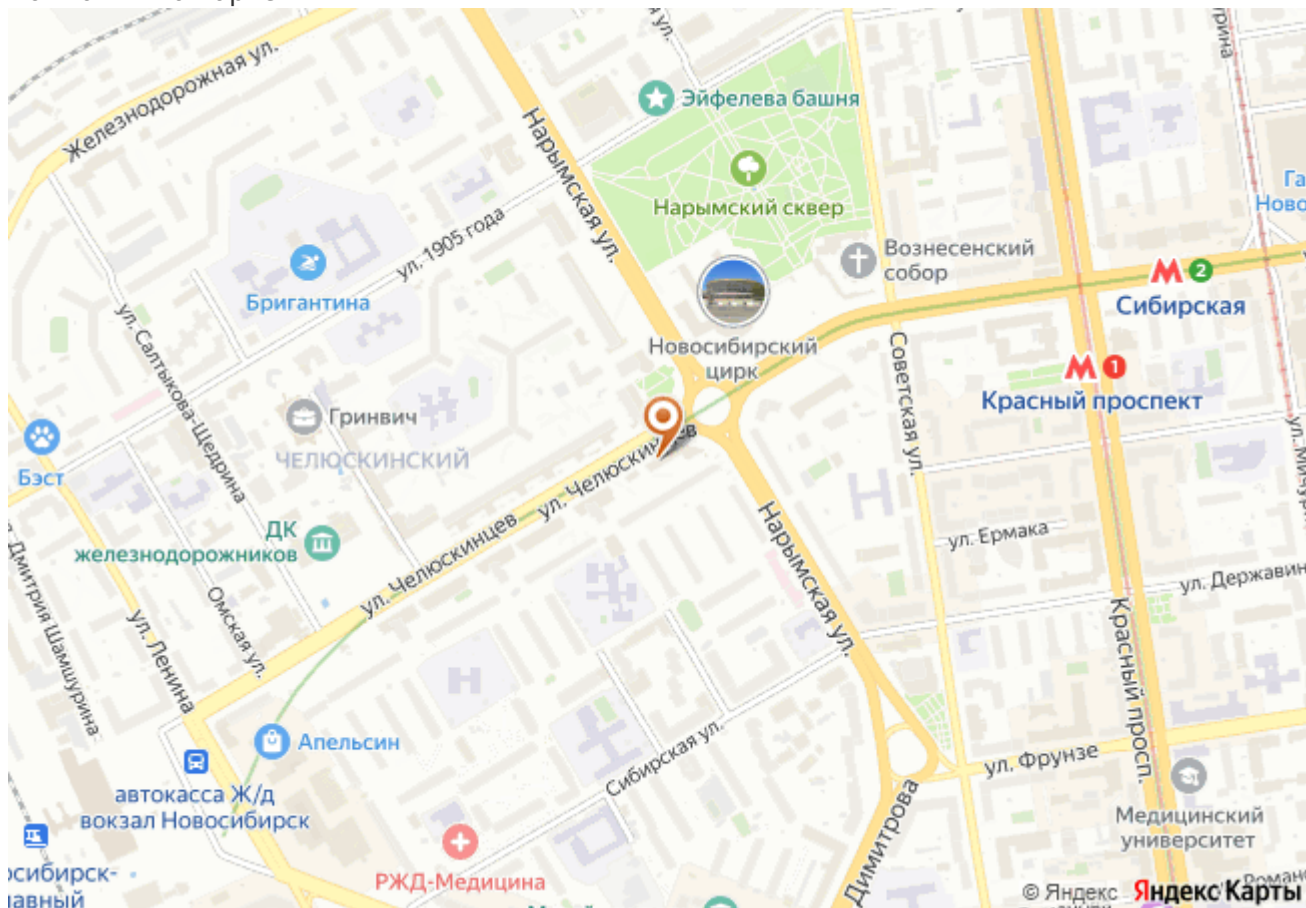 Железнодорожная ул.
Нарымская ул.
Эйфелева башня
Нарымский сквер
Вознесенский
собор
ул. 1905 года
Бригантина
Новосибирский
цирк
М 2
Сибирская
М 1
Красный проспект
ул. Салтыкова-Щедрина
Гринвич
ЧЕЛЮСКИНСКИЙ
Бэст
Советская ул.
ул. Челюскинцев
ул. Челюскинцев
ДК
железнодорожников
ул. Ермака
Нарымская ул.
Омская ул.
ул. Ленина
Дмитрия Шамшурина
Красный просп.
Апельсин
Сибирская ул.
ул. Фрунзе
автокасса Ж/д
вокзал Новосибирск
Медицинский
университет
РЖД-Медицина
Димитрова
© Яндекс Яндекс Карты